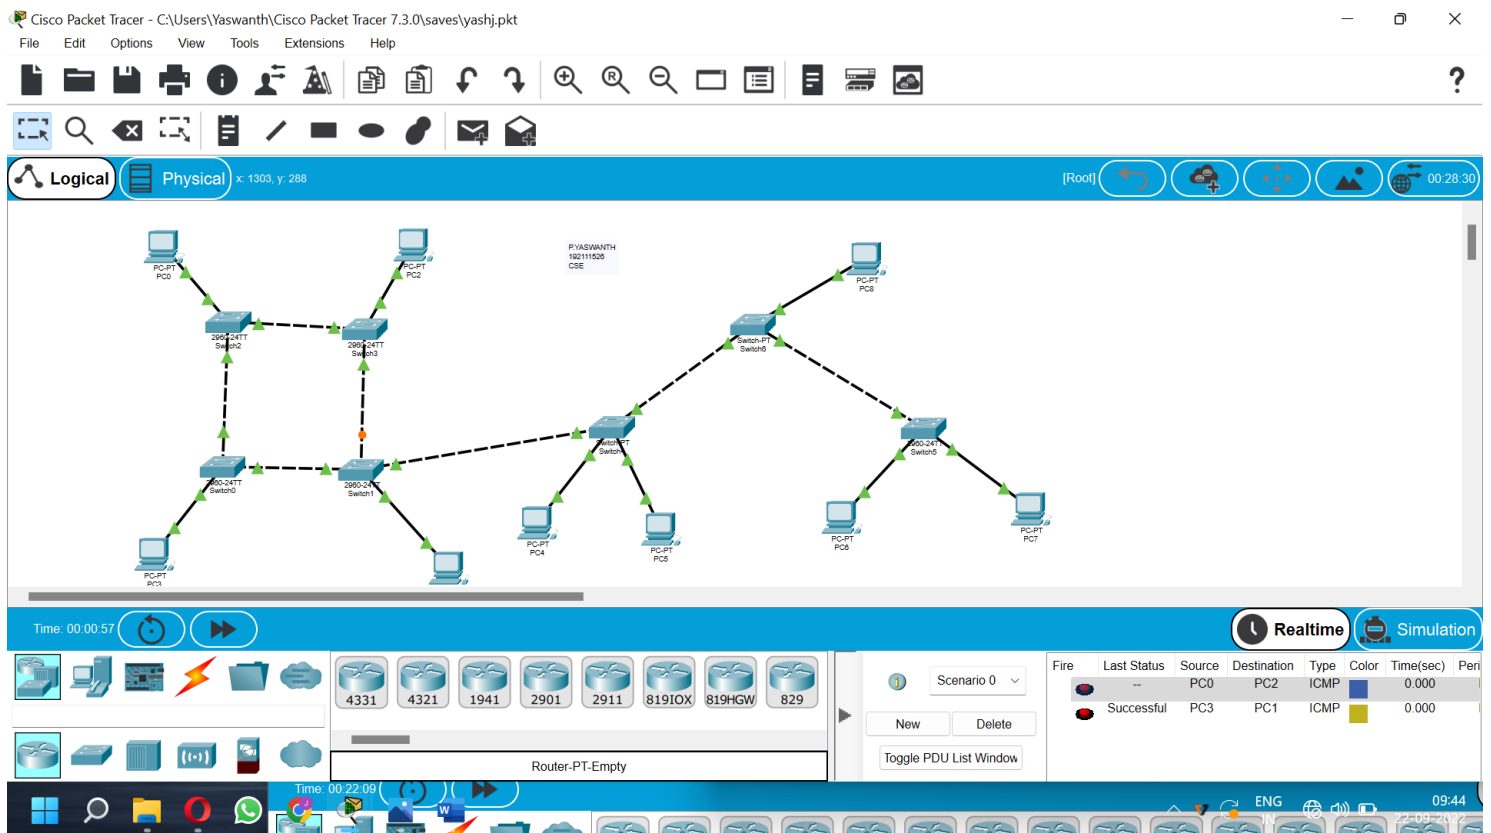 Cisco Packet Tracer - C:\Users\Yaswanth\Cisco Packet Tracer 7.3.0\saves\yashj.pkt
File Edit Options View Tools Extensions Help
Logical Physical x: 1303, y: 288 [Root] 00:28:30
P.YASWANTH
192111526
CSE
PC-PT
PC0
PC-PT
PC2
PC-PT
PC8
2960-24TT
Switch2
2960-24TT
Switch3
Switch-PT
Switch6
Switch-PT
2960-24TT
Switch5
2960-24TT
Switch0
2960-24TT
Switch1
PC-PT
PC4
PC-PT
PC5
PC-PT
PC6
PC-PT
PC7
PC-PT
PC3
Time: 00:00:57 Realtime Simulation
4331 4321 1941 2901 2911 819IOX 819HGW 829
Router-PT-Empty
Scenario 0
New Delete
Toggle PDU List Window
Fire Last Status Source Destination Type Color Time(sec) Peri
-- PC0 PC2 ICMP 0.000
Successful PC3 PC1 ICMP 0.000
Time: 00:22:09
ENG
IN
09:44
22-09-2022